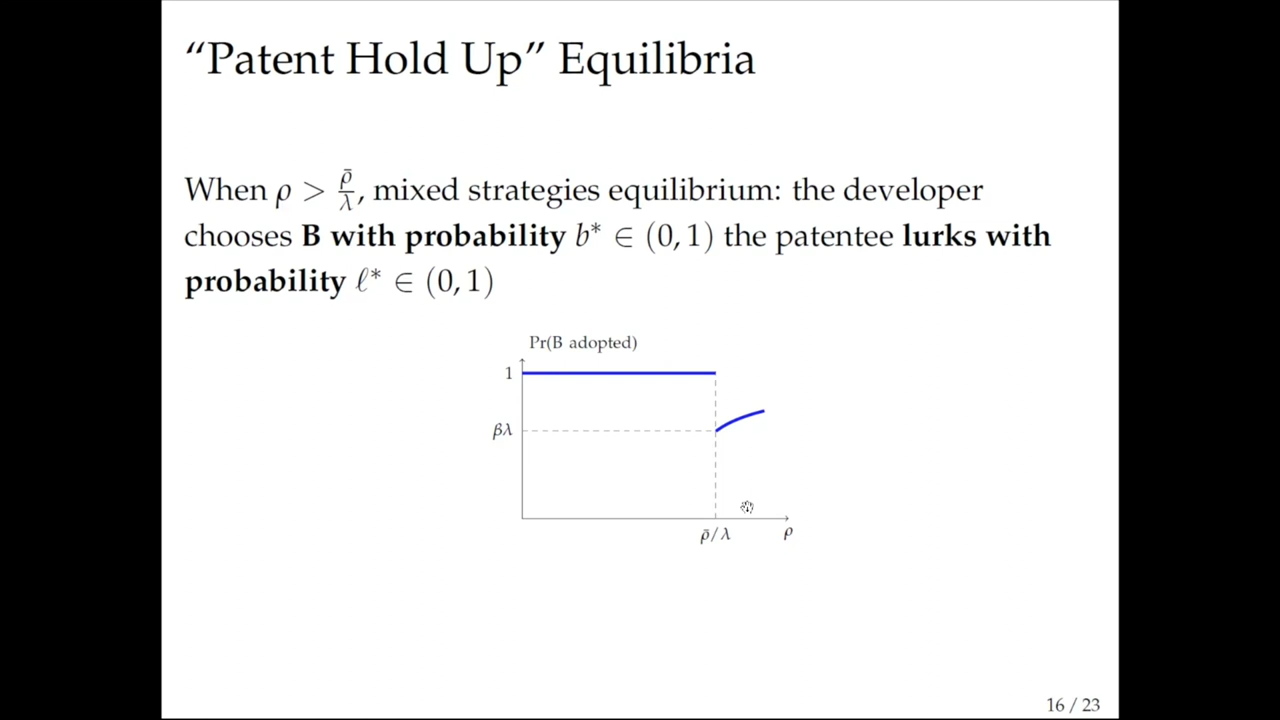 “Patent Hold Up” Equilibria
When ρ > ρ̄/λ, mixed strategies equilibrium: the developer
chooses B with probability b* ∈ (0, 1) the patentee lurks with
probability ℓ* ∈ (0, 1)
Pr(B adopted)
1
βλ
ρ̄/λ
ρ
16 / 23